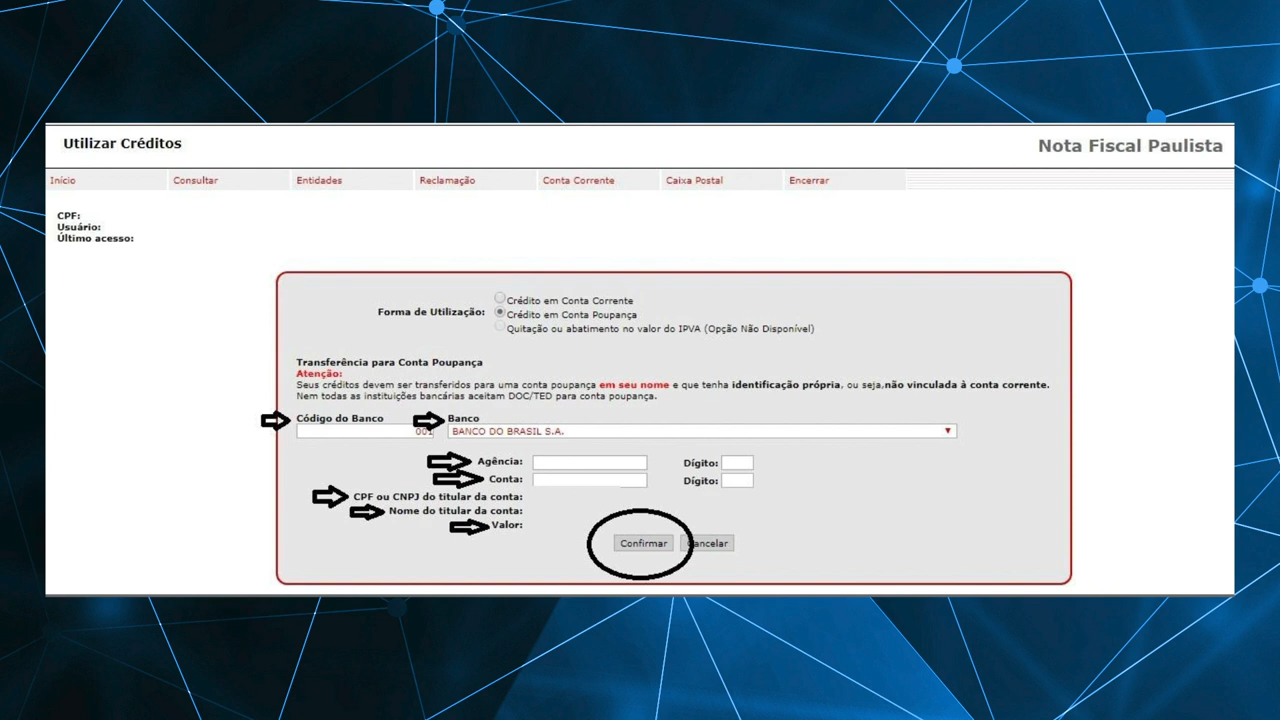 Utilizar Créditos
Nota Fiscal Paulista
Início Consultar Entidades Reclamação Conta Corrente Caixa Postal Encerrar
CPF:
Usuário:
Último acesso:
Forma de Utilização:
Crédito em Conta Corrente
Crédito em Conta Poupança
Quitação ou abatimento no valor do IPVA (Opção Não Disponível)
Transferência para Conta Poupança
Atenção:
Seus créditos devem ser transferidos para uma conta poupança em seu nome e que tenha identificação própria, ou seja,não vinculada à conta corrente.
Nem todas as instituições bancárias aceitam DOC/TED para conta poupança.
Código do Banco Banco
001 BANCO DO BRASIL S.A.
Agência: Dígito:
Conta: Dígito:
CPF ou CNPJ do titular da conta:
Nome do titular da conta:
Valor:
Confirmar Cancelar